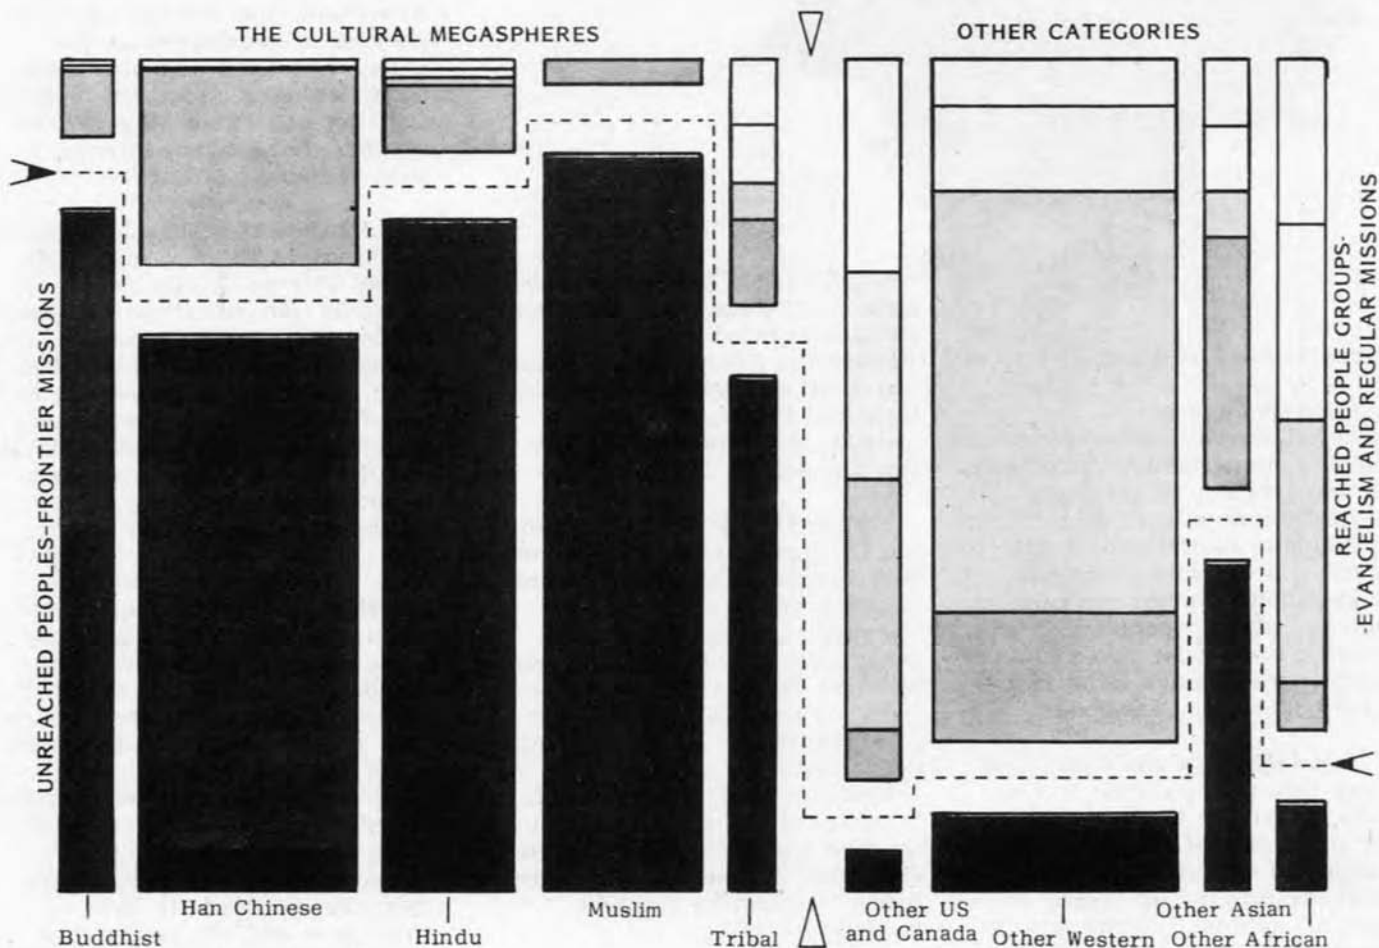 THE CULTURAL MEGASPHERES
OTHER CATEGORIES
UNREACHED PEOPLES-FRONTIER MISSIONS
REACHED PEOPLE GROUPS-
-EVANGELISM AND REGULAR MISSIONS
Buddhist
Han Chinese
Hindu
Muslim
Tribal
Other US
and Canada
Other Western
Other Asian
Other African